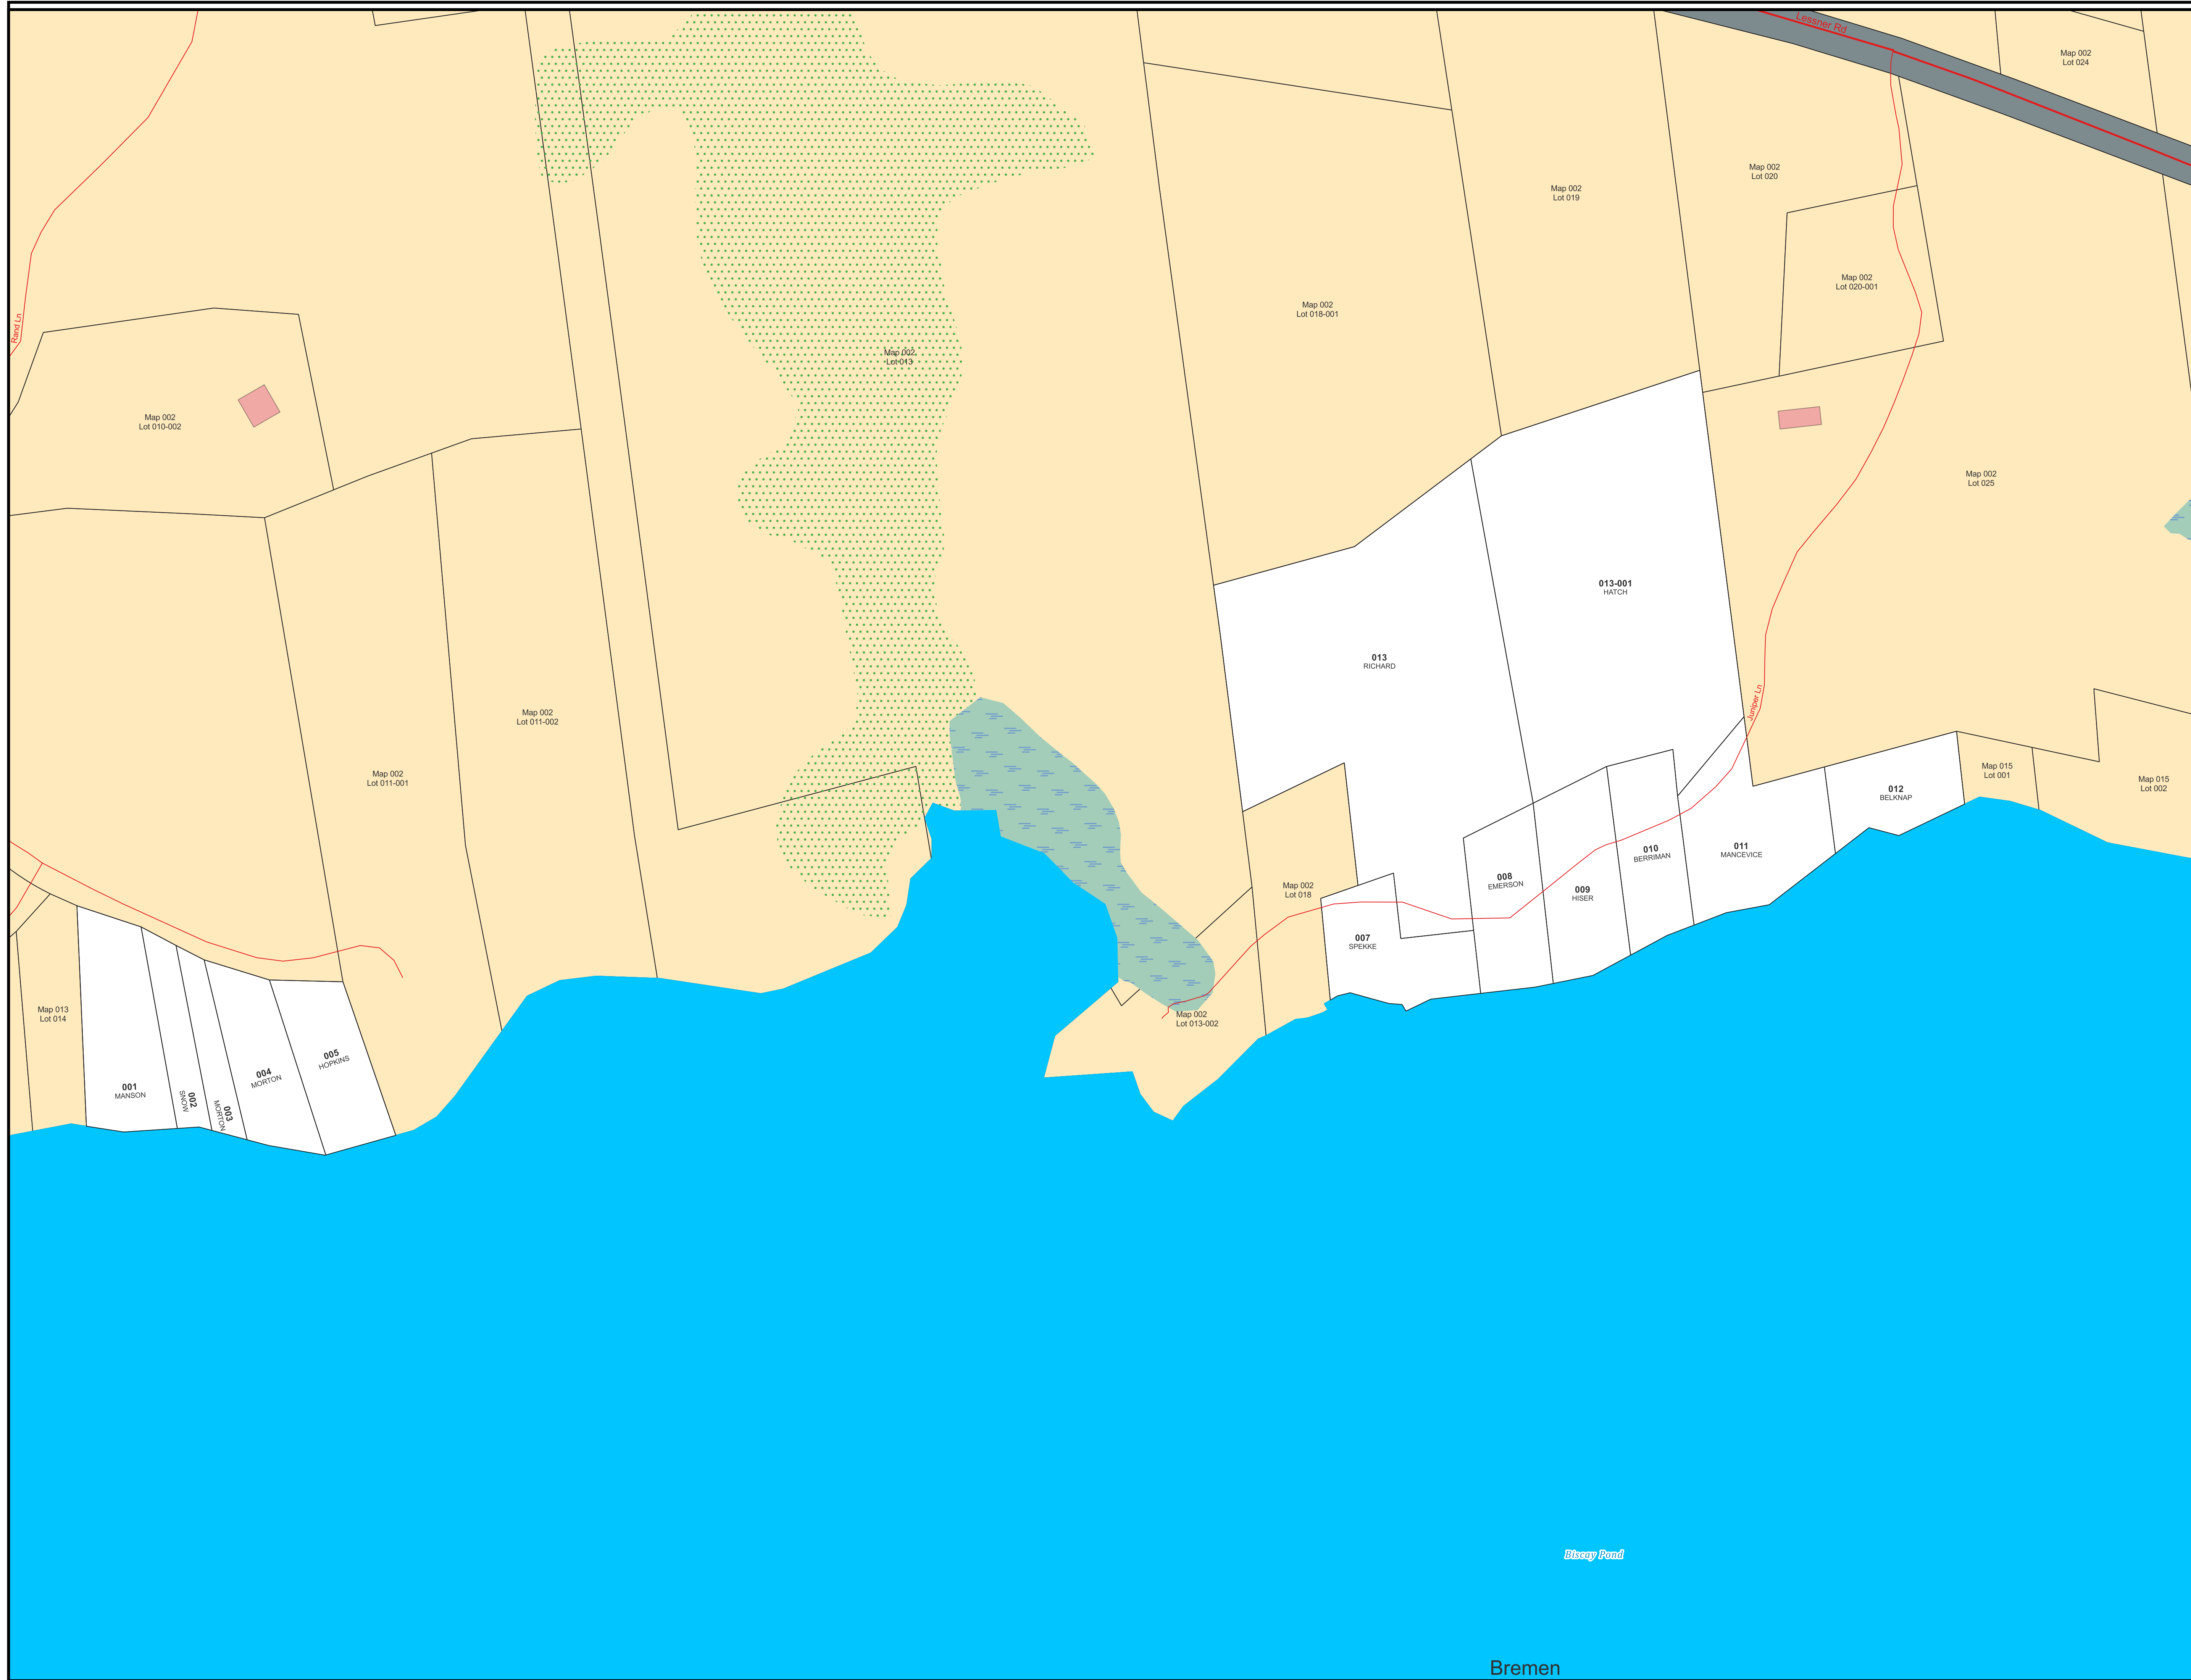 Lessner Rd
Map 002
Lot 024
Map 002
Lot 020
Map 002
Lot 019
Map 002
Lot 020-001
Map 002
Lot 018-001
Rand Ln
Map 002
Lot 013
Map 002
Lot 010-002
Map 002
Lot 025
013-001
HATCH
013
RICHARD
Juniper Ln
Map 002
Lot 011-002
Map 002
Lot 011-001
Map 015
Lot 001
Map 015
Lot 002
012
BELKNAP
011
MANCEVICE
010
BERRIMAN
008
EMERSON
009
HISER
Map 002
Lot 018
007
SPEKKE
Map 013
Lot 014
Map 002
Lot 013-002
005
HOPKINS
004
MORTON
001
MANSON
002
SNOW
003
MORTON
Biscay Pond
Bremen